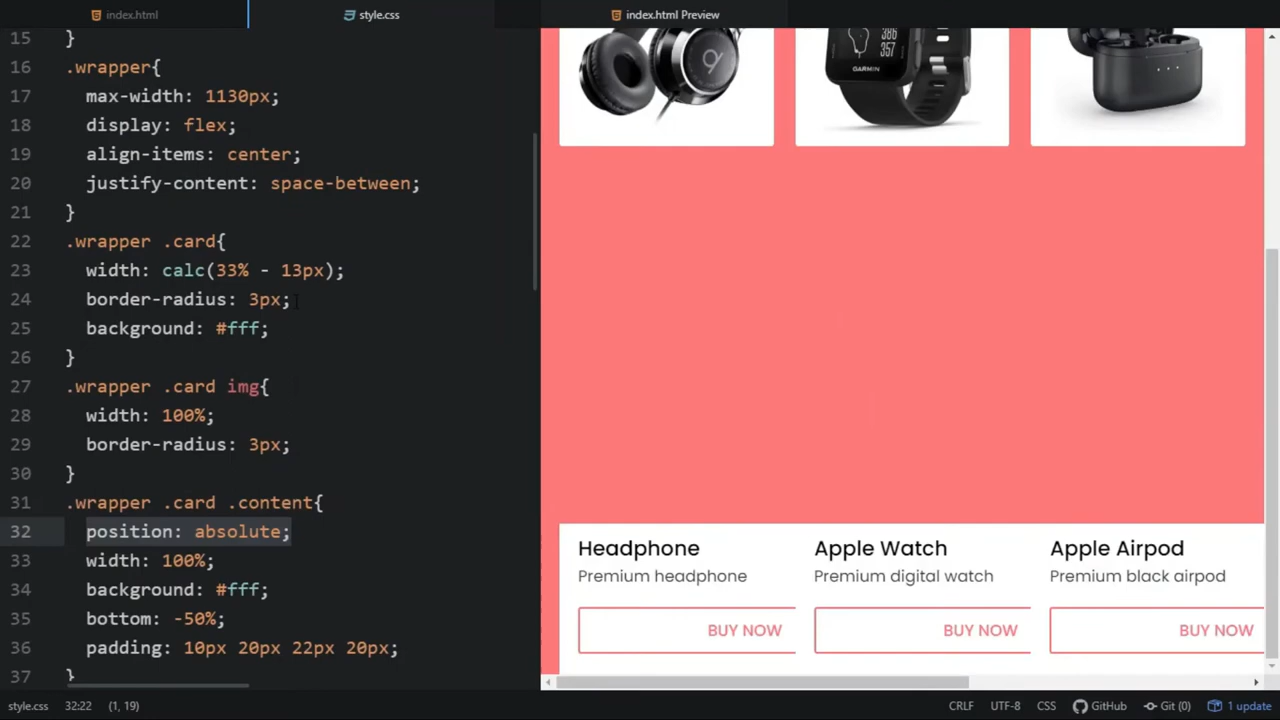 index.html
style.css
index.html Preview
15 }
16 .wrapper{
17 max-width: 1130px;
18 display: flex;
19 align-items: center;
20 justify-content: space-between;
21 }
22 .wrapper .card{
23 width: calc(33% - 13px);
24 border-radius: 3px;
25 background: #fff;
26 }
27 .wrapper .card img{
28 width: 100%;
29 border-radius: 3px;
30 }
31 .wrapper .card .content{
32 position: absolute;
33 width: 100%;
34 background: #fff;
35 bottom: -50%;
36 padding: 10px 20px 22px 20px;
37 }
386
357
GARMIN
Headphone
Premium headphone
BUY NOW
Apple Watch
Premium digital watch
BUY NOW
Apple Airpod
Premium black airpod
BUY NOW
style.css 32:22 (1, 19) CRLF UTF-8 CSS GitHub Git (0) 1 update